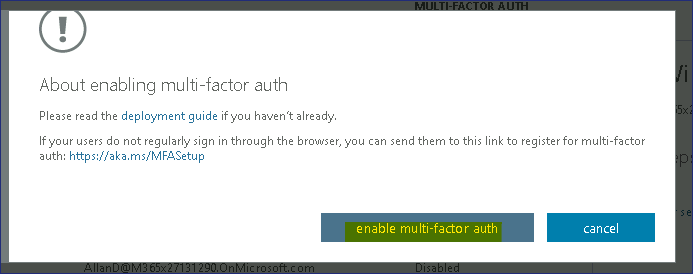 MULTI-FACTOR AUTH
About enabling multi-factor auth
Please read the deployment guide if you haven't already.
If your users do not regularly sign in through the browser, you can send them to this link to register for multi-factor
auth: https://aka.ms/MFASetup
enable multi-factor auth
cancel
AllanD@M365x27131290.OnMicrosoft.com
Disabled